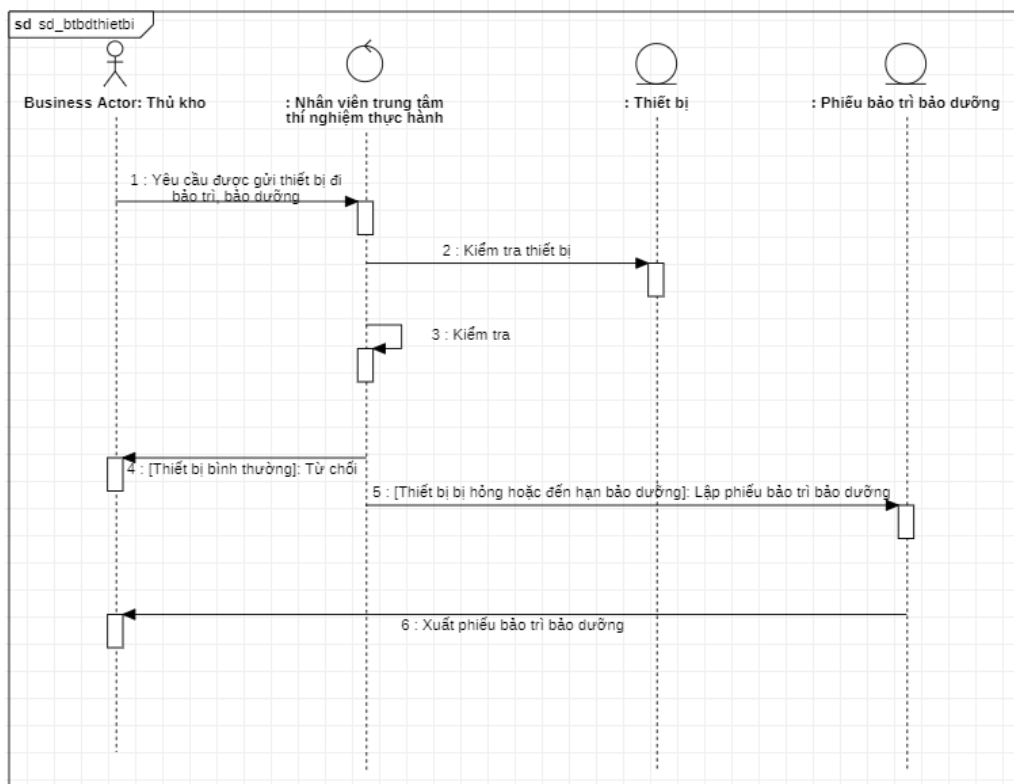 sd sd_btbdthietbi
Business Actor: Thủ kho
: Nhân viên trung tâm
thí nghiệm thực hành
: Thiết bị
: Phiếu bảo trì bảo dưỡng
1 : Yêu cầu được gửi thiết bị đi
bảo trì, bảo dưỡng
2 : Kiểm tra thiết bị
3 : Kiểm tra
4 : [Thiết bị bình thường]: Từ chối
5 : [Thiết bị bị hỏng hoặc đến hạn bảo dưỡng]: Lập phiếu bảo trì bảo dưỡng
6 : Xuất phiếu bảo trì bảo dưỡng